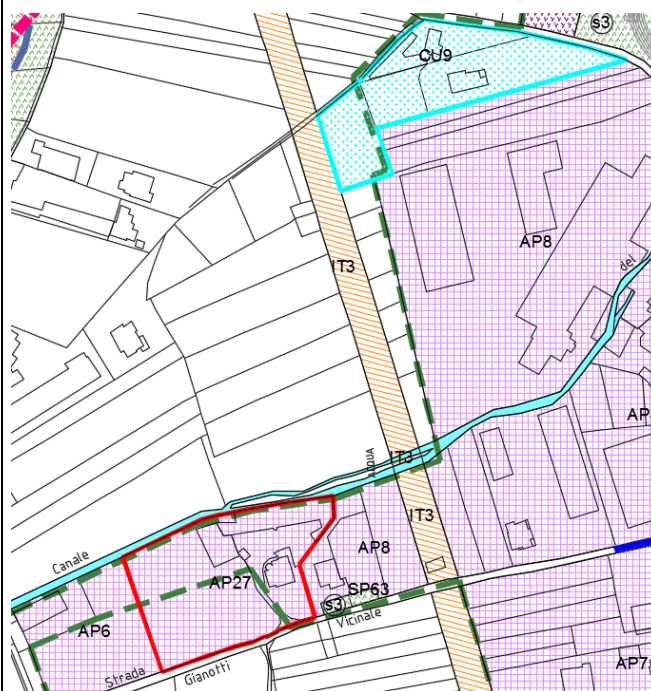 s3
CU9
AP8
del
IT3
AP
ACQUA
IT3
IT3
AP8
Canale
AP27
SP63
s3
Vicinale
AP6
Strada
Gianotti
AP7